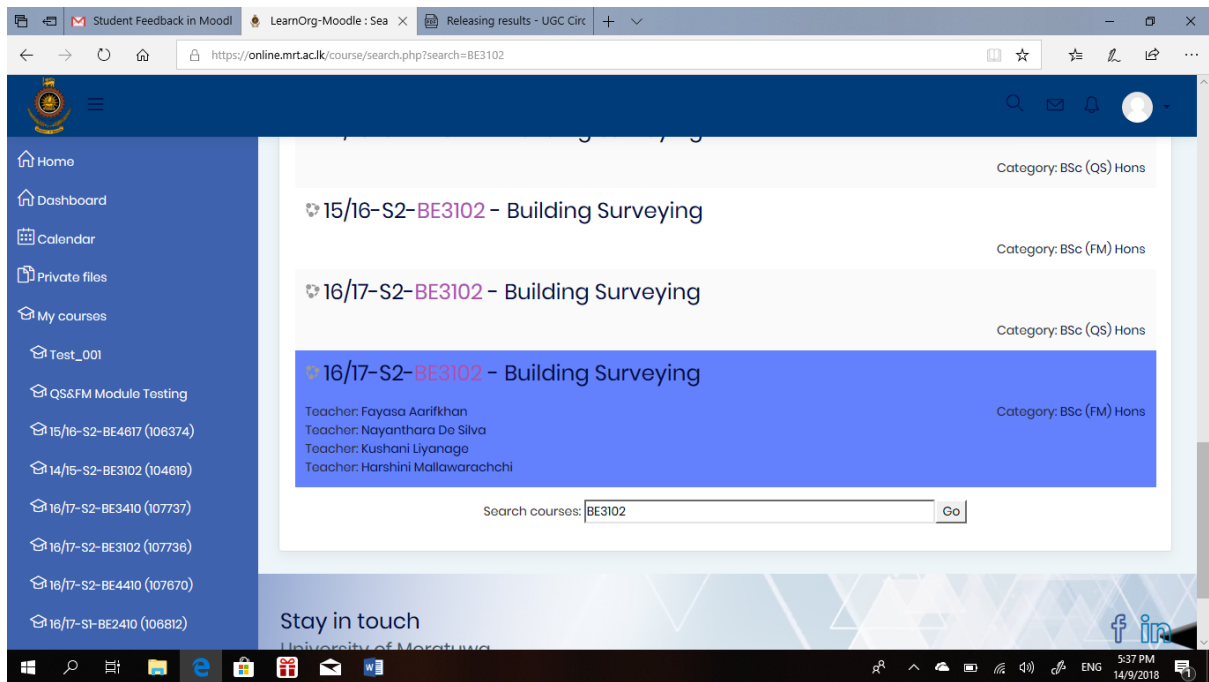 Student Feedback in Moodl
LearnOrg-Moodle : Sea
Releasing results - UGC Circ
https://online.mrt.ac.lk/course/search.php?search=BE3102
Home
Dashboard
Calendar
Private files
My courses
Test_001
QS&FM Module Testing
15/16-S2-BE4617 (106374)
14/15-S2-BE3102 (104619)
16/17-S2-BE3410 (107737)
16/17-S2-BE3102 (107736)
16/17-S2-BE4410 (107670)
16/17-S1-BE2410 (106812)
Category: BSc (QS) Hons
15/16-S2-BE3102 - Building Surveying
Category: BSc (FM) Hons
16/17-S2-BE3102 - Building Surveying
Category: BSc (QS) Hons
16/17-S2-BE3102 - Building Surveying
Teacher: Fayasa Aarifkhan
Category: BSc (FM) Hons
Teacher: Nayanthara De Silva
Teacher: Kushani Liyanage
Teacher: Harshini Mallawarachchi
Search courses: BE3102 Go
Stay in touch
University of Moratuwa
ENG
5:37 PM
14/9/2018